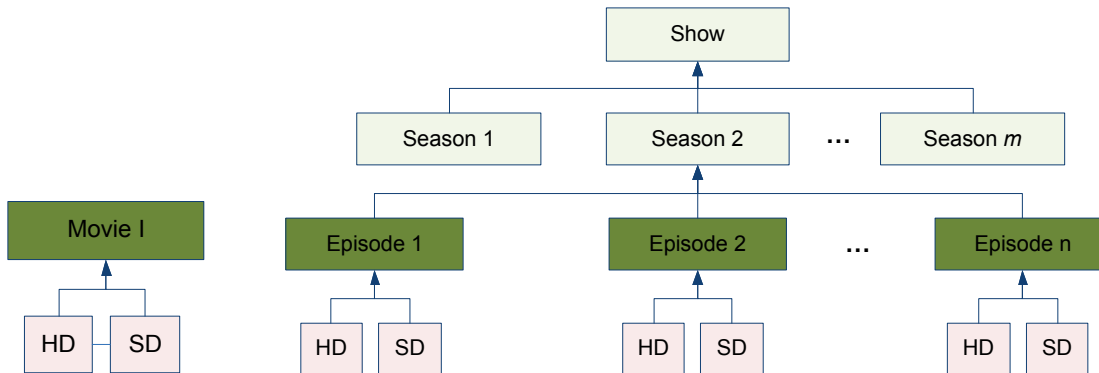 Show
Season 1
Season 2
...
Season m
Movie I
Episode 1
Episode 2
...
Episode n
HD
SD
HD
SD
HD
SD
HD
SD